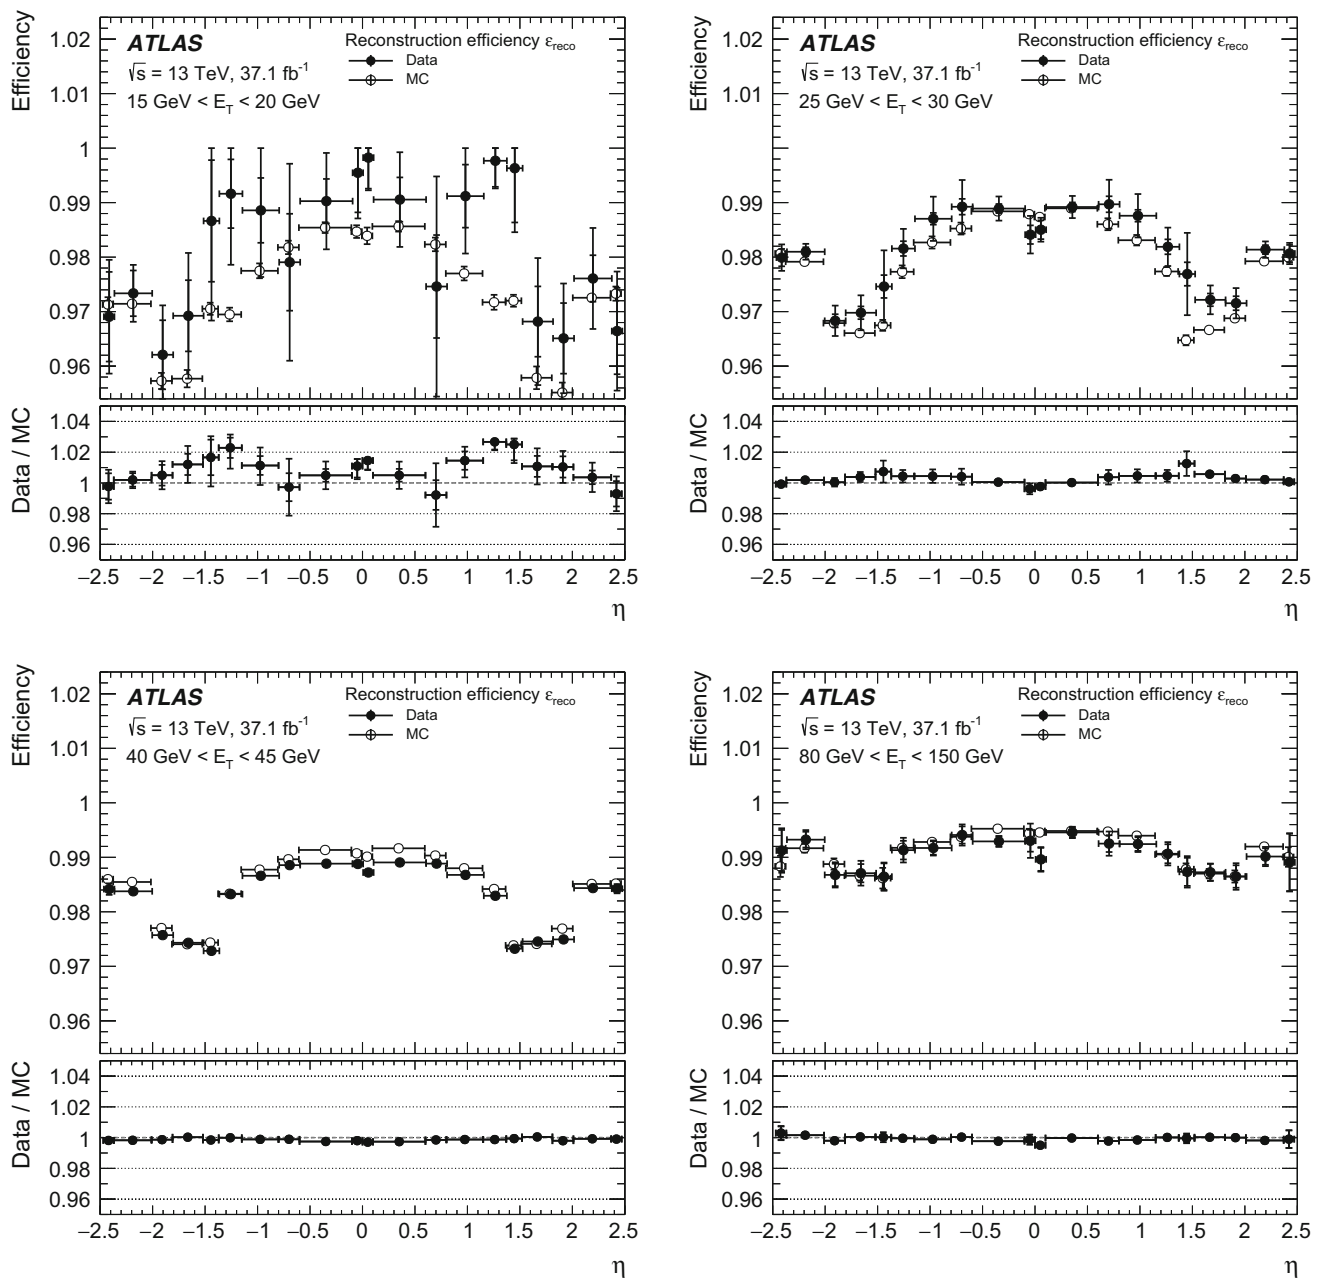 Efficiency
1.02
1.01
1
0.99
0.98
0.97
0.96
ATLAS
√s = 13 TeV, 37.1 fb⁻¹
15 GeV < E_T < 20 GeV
Reconstruction efficiency ε_reco
Data
MC
Data / MC
1.04
1.02
1
0.98
0.96
−2.5 −2 −1.5 −1 −0.5 0 0.5 1 1.5 2 2.5
η
Efficiency
1.02
1.01
1
0.99
0.98
0.97
0.96
ATLAS
√s = 13 TeV, 37.1 fb⁻¹
25 GeV < E_T < 30 GeV
Reconstruction efficiency ε_reco
Data
MC
Data / MC
1.04
1.02
1
0.98
0.96
−2.5 −2 −1.5 −1 −0.5 0 0.5 1 1.5 2 2.5
η
Efficiency
1.02
1.01
1
0.99
0.98
0.97
0.96
ATLAS
√s = 13 TeV, 37.1 fb⁻¹
40 GeV < E_T < 45 GeV
Reconstruction efficiency ε_reco
Data
MC
Data / MC
1.04
1.02
1
0.98
0.96
−2.5 −2 −1.5 −1 −0.5 0 0.5 1 1.5 2 2.5
η
Efficiency
1.02
1.01
1
0.99
0.98
0.97
0.96
ATLAS
√s = 13 TeV, 37.1 fb⁻¹
80 GeV < E_T < 150 GeV
Reconstruction efficiency ε_reco
Data
MC
Data / MC
1.04
1.02
1
0.98
0.96
−2.5 −2 −1.5 −1 −0.5 0 0.5 1 1.5 2 2.5
η